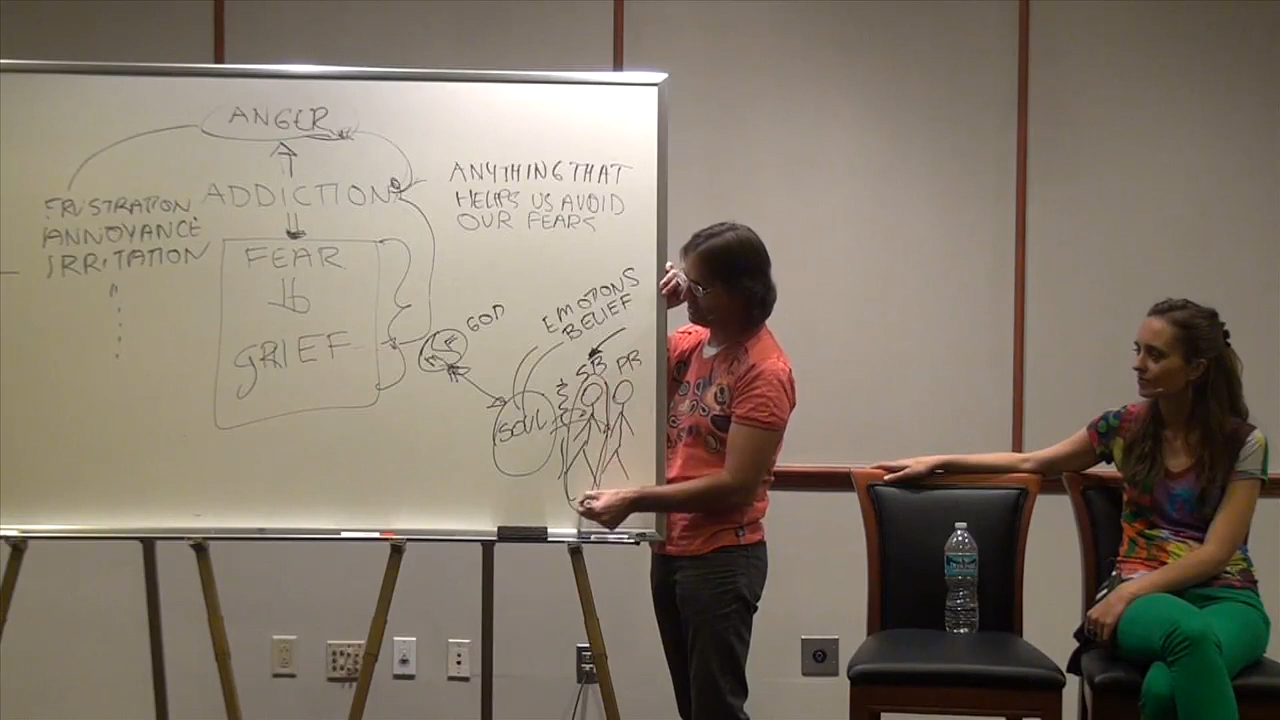 ANGER
ADDICTION
FRUSTRATION
ANNOYANCE
IRRITATION
FEAR
GRIEF
ANYTHING THAT
HELPS US AVOID
OUR FEARS
GOD
EMOTIONS
BELIEF
SB PB
SOUL